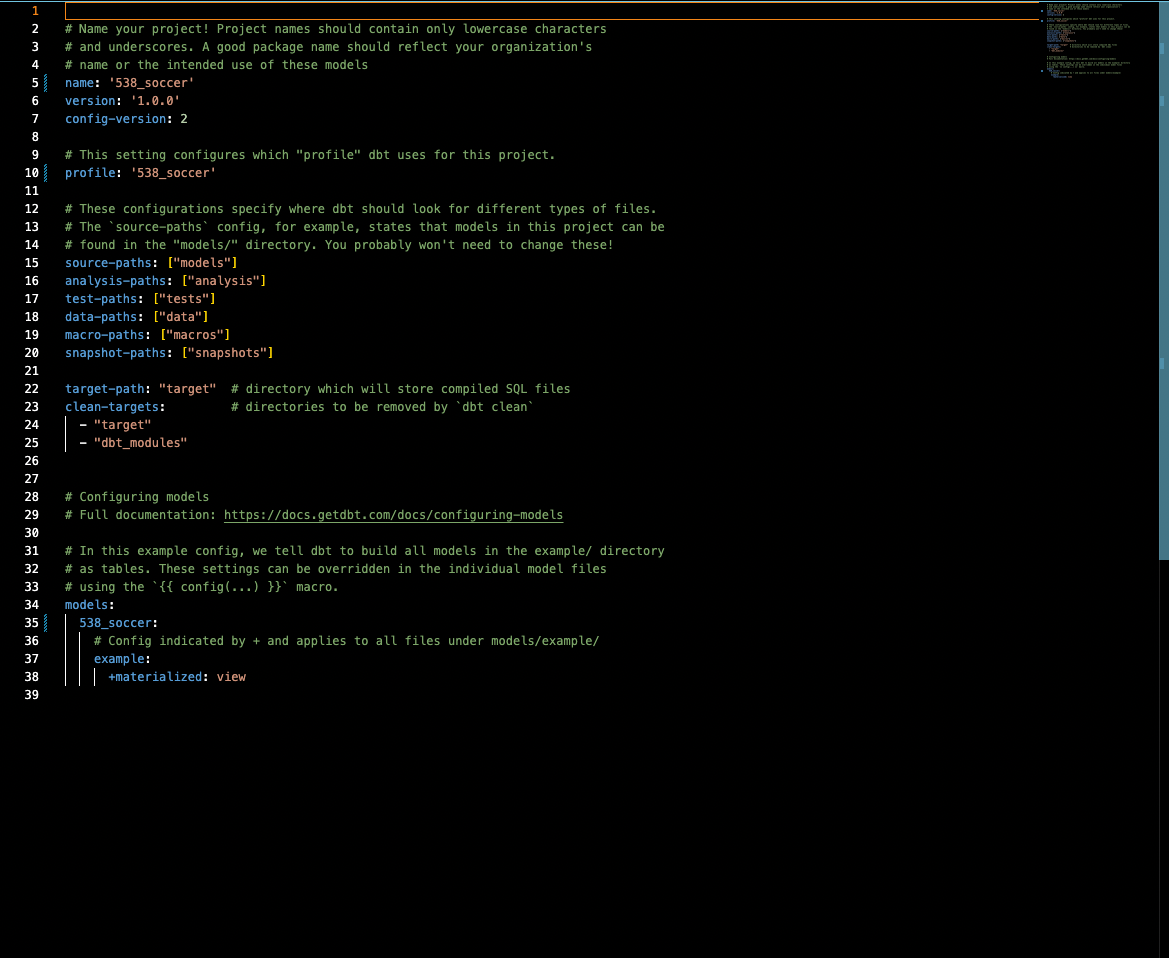 1
2 # Name your project! Project names should contain only lowercase characters
3 # and underscores. A good package name should reflect your organization's
4 # name or the intended use of these models
5 name: '538_soccer'
6 version: '1.0.0'
7 config-version: 2
8
9 # This setting configures which "profile" dbt uses for this project.
10 profile: '538_soccer'
11
12 # These configurations specify where dbt should look for different types of files.
13 # The `source-paths` config, for example, states that models in this project can be
14 # found in the "models/" directory. You probably won't need to change these!
15 source-paths: ["models"]
16 analysis-paths: ["analysis"]
17 test-paths: ["tests"]
18 data-paths: ["data"]
19 macro-paths: ["macros"]
20 snapshot-paths: ["snapshots"]
21
22 target-path: "target"  # directory which will store compiled SQL files
23 clean-targets:         # directories to be removed by `dbt clean`
24   - "target"
25   - "dbt_modules"
26
27
28 # Configuring models
29 # Full documentation: https://docs.getdbt.com/docs/configuring-models
30
31 # In this example config, we tell dbt to build all models in the example/ directory
32 # as tables. These settings can be overridden in the individual model files
33 # using the `{{ config(...) }}` macro.
34 models:
35   538_soccer:
36     # Config indicated by + and applies to all files under models/example/
37     example:
38       +materialized: view
39